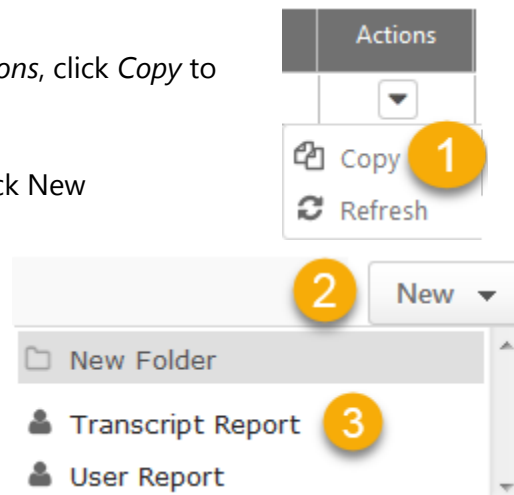 Actions
ons, click Copy to
Copy 1
ck New
Refresh
2 New
New Folder
Transcript Report 3
User Report